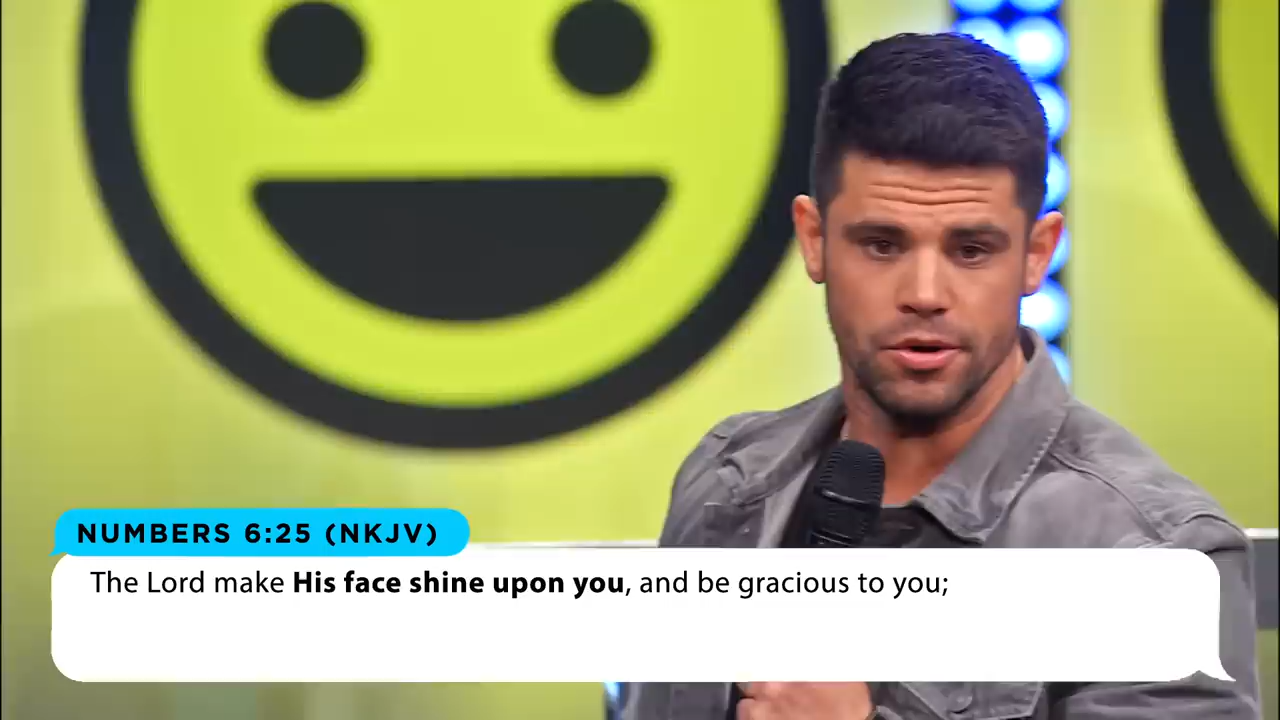 NUMBERS 6:25 (NKJV)
The Lord make His face shine upon you, and be gracious to you;